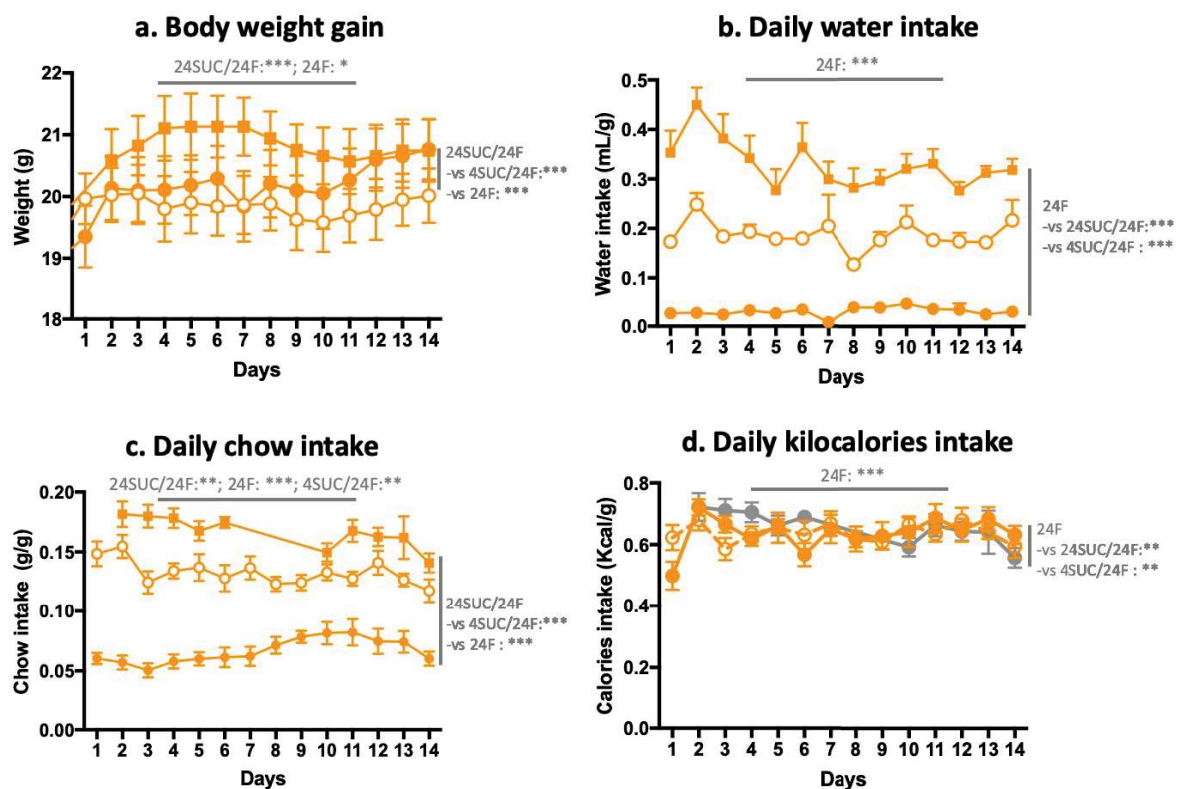 a. Body weight gain
24SUC/24F:***; 24F: *
22
21
20
19
18
Weight (g)
1 2 3 4 5 6 7 8 9 10 11 12 13 14
Days
24SUC/24F
-vs 4SUC/24F:***
-vs 24F: ***
b. Daily water intake
24F: ***
0.5
0.4
0.3
0.2
0.1
0.0
Water intake (mL/g)
1 2 3 4 5 6 7 8 9 10 11 12 13 14
Days
24F
-vs 24SUC/24F:***
-vs 4SUC/24F : ***
c. Daily chow intake
24SUC/24F:**; 24F: ***; 4SUC/24F:**
0.20
0.15
0.10
0.05
0.00
Chow intake (g/g)
1 2 3 4 5 6 7 8 9 10 11 12 13 14
Days
24SUC/24F
-vs 4SUC/24F:***
-vs 24F : ***
d. Daily kilocalories intake
24F: ***
0.8
0.6
0.4
0.2
0.0
Calories intake (Kcal/g)
1 2 3 4 5 6 7 8 9 10 11 12 13 14
Days
24F
-vs 24SUC/24F:**
-vs 4SUC/24F : **